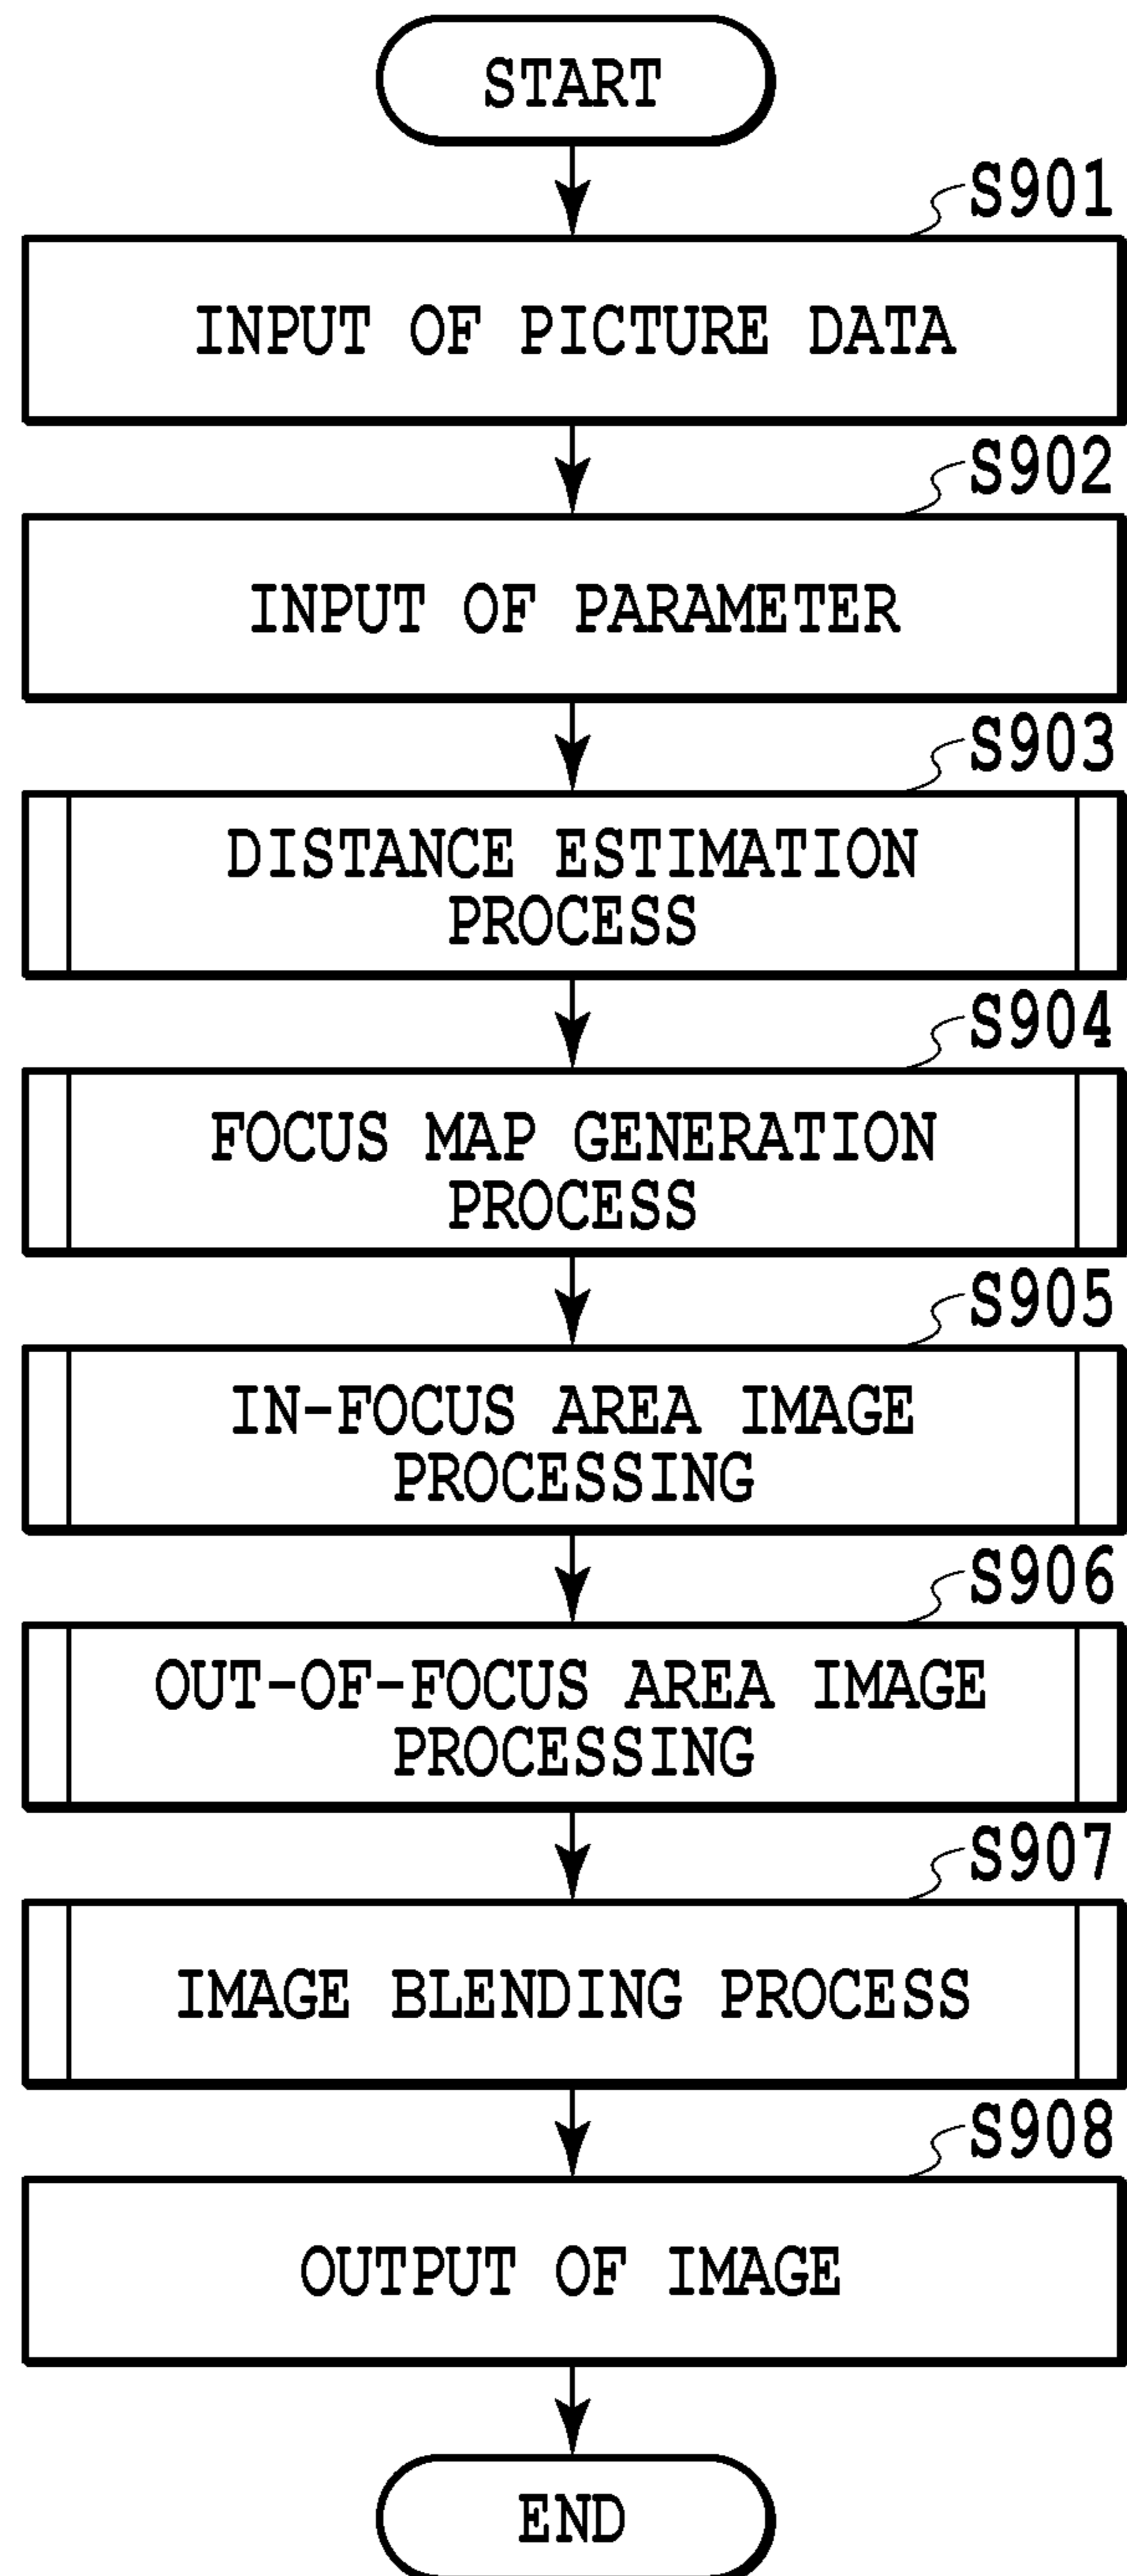 START
S901
INPUT OF PICTURE DATA
S902
INPUT OF PARAMETER
S903
DISTANCE ESTIMATION
PROCESS
S904
FOCUS MAP GENERATION
PROCESS
S905
IN-FOCUS AREA IMAGE
PROCESSING
S906
OUT-OF-FOCUS AREA IMAGE
PROCESSING
S907
IMAGE BLENDING PROCESS
S908
OUTPUT OF IMAGE
END